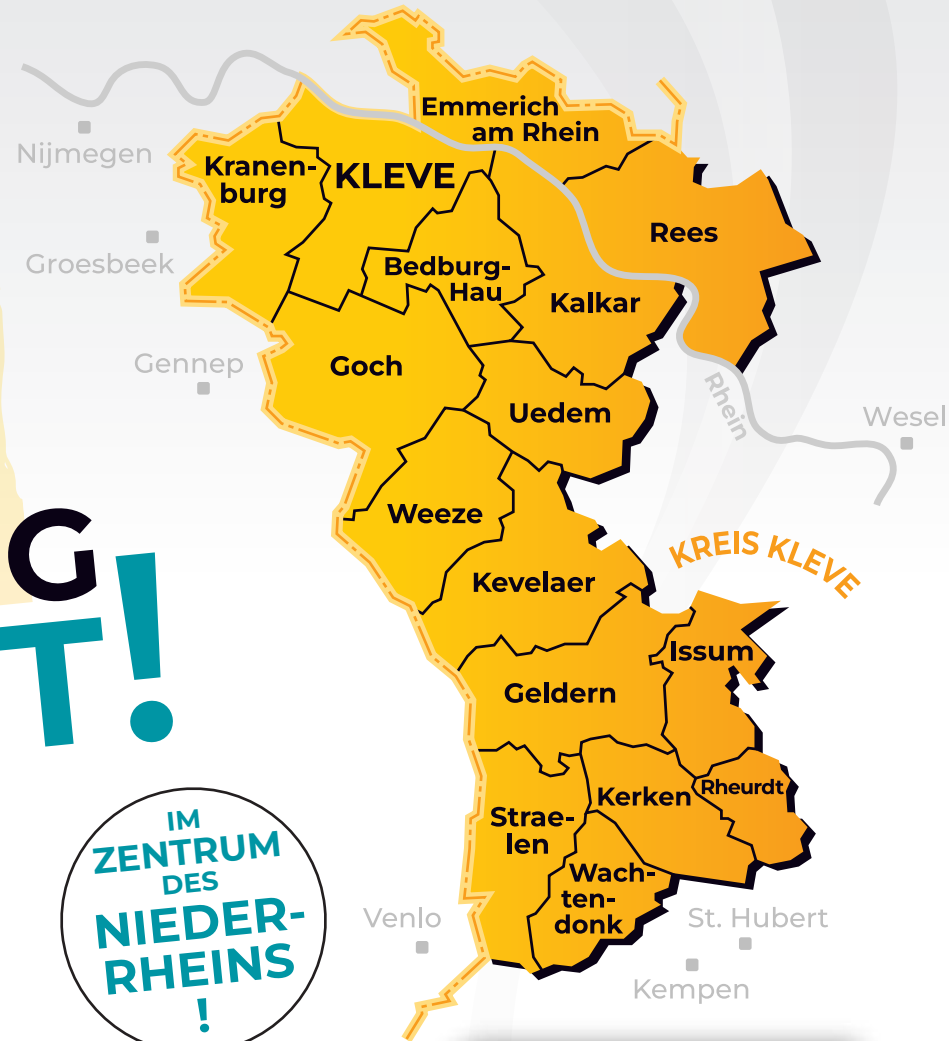 Emmerich
am Rhein
Nijmegen
Kranen-
burg
KLEVE
Rees
Groesbeek
Bedburg-
Hau
Kalkar
Gennep
Goch
Rhein
Uedem
Wesel
Weeze
G
T!
KREIS KLEVE
Kevelaer
Issum
Geldern
Kerken
Rheurdt
Strae-
len
Wach-
ten-
donk
Venlo
St. Hubert
Kempen
IM
ZENTRUM
DES
NIEDER-
RHEINS
!